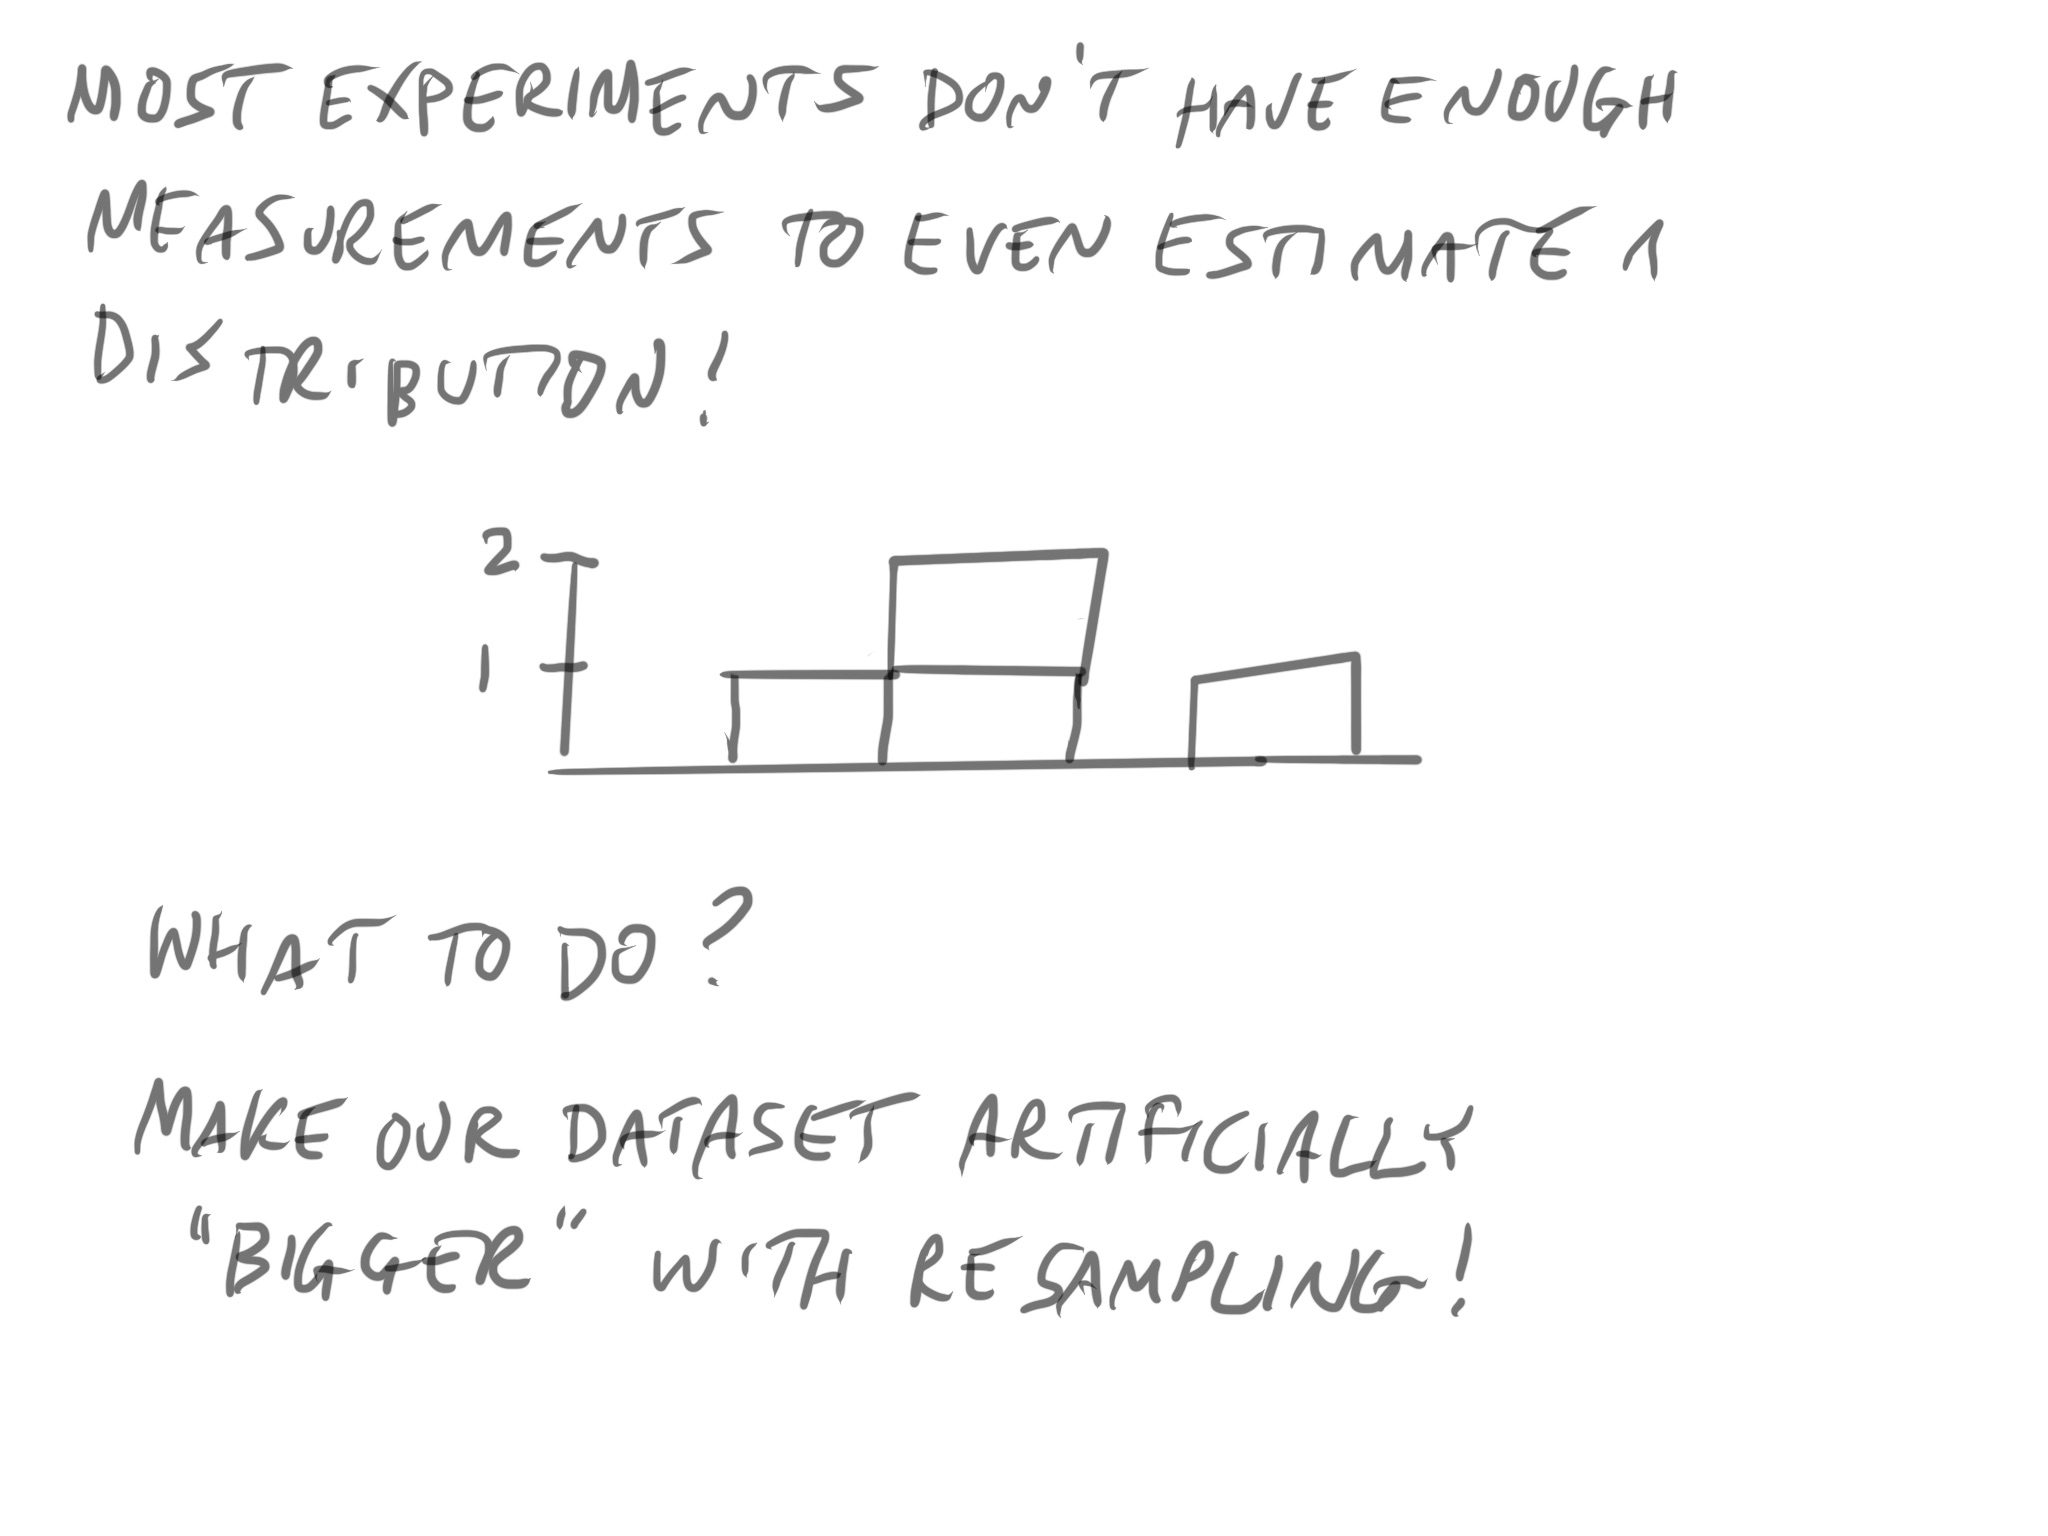 MOST EXPERIMENTS DON'T HAVE ENOUGH
MEASUREMENTS TO EVEN ESTIMATE A
DISTRIBUTION!
2
1
WHAT TO DO?
MAKE OUR DATASET ARTIFICIALLY
"BIGGER" WITH RESAMPLING!